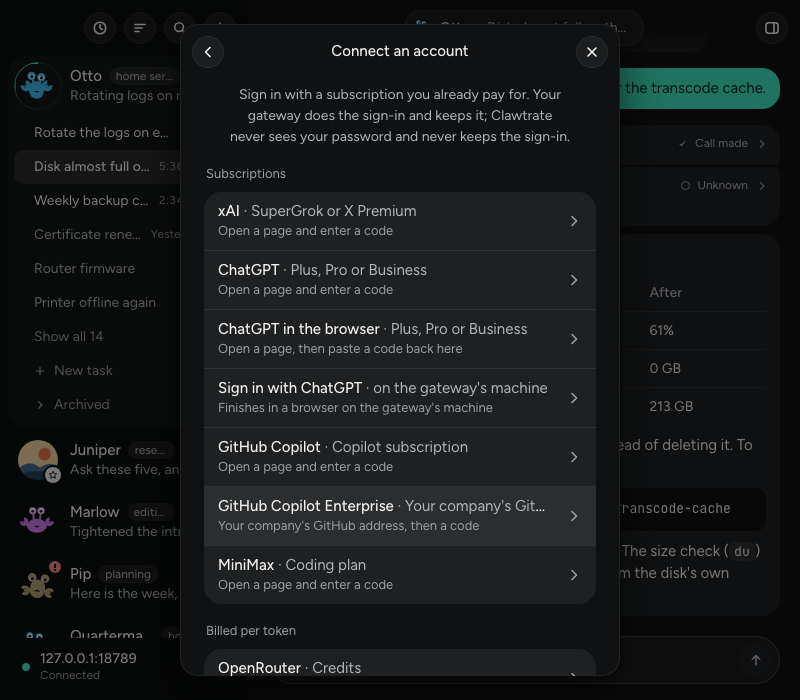 Connect an account
Sign in with a subscription you already pay for. Your
gateway does the sign-in and keeps it; Clawtrate
never sees your password and never keeps the sign-in.
Subscriptions
xAI · SuperGrok or X Premium
Open a page and enter a code
ChatGPT · Plus, Pro or Business
Open a page and enter a code
ChatGPT in the browser · Plus, Pro or Business
Open a page, then paste a code back here
Sign in with ChatGPT · on the gateway's machine
Finishes in a browser on the gateway's machine
GitHub Copilot · Copilot subscription
Open a page and enter a code
GitHub Copilot Enterprise · Your company's Git…
Your company's GitHub address, then a code
MiniMax · Coding plan
Open a page and enter a code
Billed per token
OpenRouter · Credits
Otto home ser…
Rotating logs on
Rotate the logs on e…
Disk almost full o… 5:36
Weekly backup c… 2:34
Certificate rene… Yeste
Router firmware
Printer offline again
Show all 14
+ New task
Archived
Juniper rese…
Ask these five, an
Marlow editi…
Tightened the intr
Pip planning
Here is the week,
Quarterma
127.0.0.1:18789
Connected
the transcode cache.
Call made
Unknown
After
61%
0 GB
213 GB
ead of deleting it. To
transcode-cache
The size check ( du )
m the disk's own